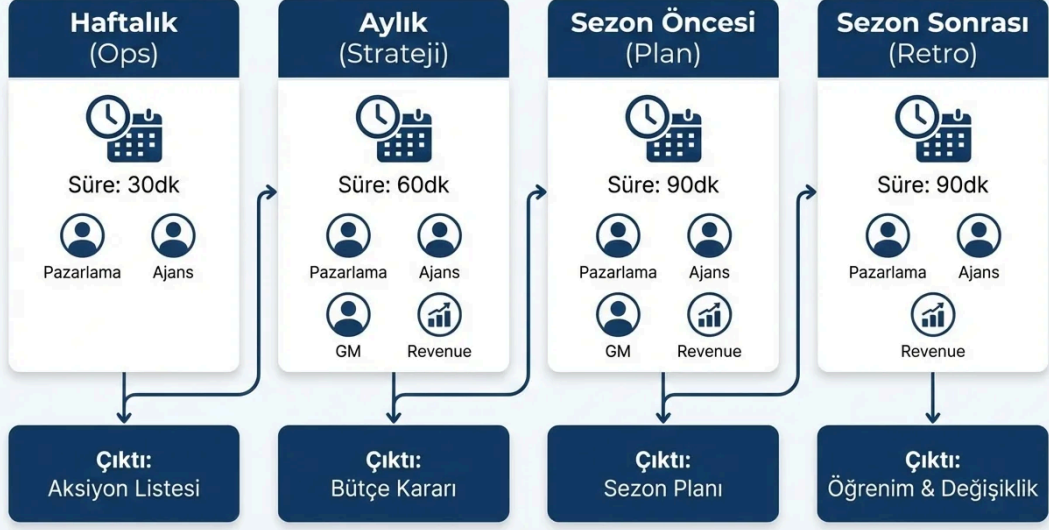 Haftalık
(Ops)
Süre: 30dk
Pazarlama
Ajans
Çıktı:
Aksiyon Listesi
Aylık
(Strateji)
Süre: 60dk
Pazarlama
Ajans
GM
Revenue
Çıktı:
Bütçe Kararı
Sezon Öncesi
(Plan)
Süre: 90dk
Pazarlama
Ajans
GM
Revenue
Çıktı:
Sezon Planı
Sezon Sonrası
(Retro)
Süre: 90dk
Pazarlama
Ajans
Revenue
Çıktı:
Öğrenim & Değişiklik